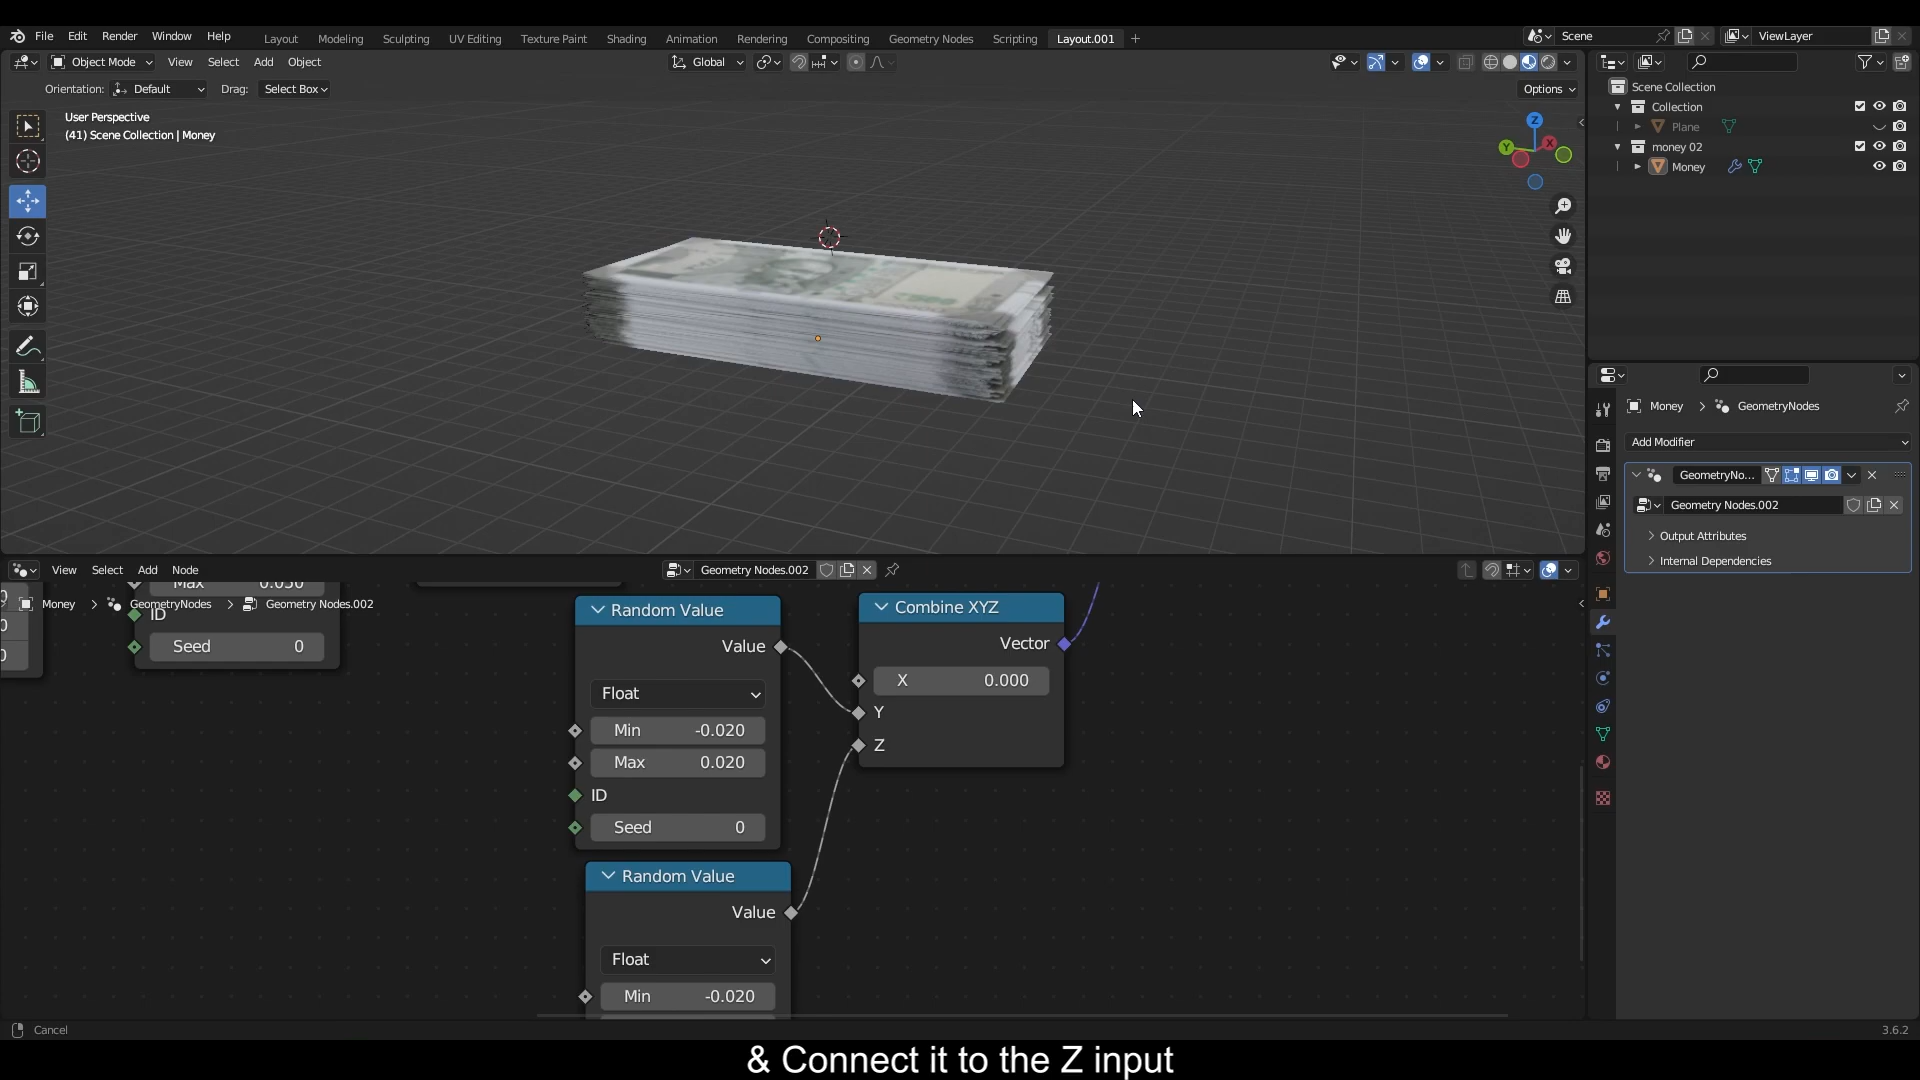 File Edit Render Window Help
Layout Modeling Sculpting UV Editing Texture Paint Shading Animation Rendering Compositing Geometry Nodes Scripting Layout.001
Scene
ViewLayer
Object Mode View Select Add Object
Global
Orientation: Default Drag: Select Box
Options
User Perspective
(41) Scene Collection | Money
Z
Y
X
Scene Collection
Collection
Plane
money 02
Money
Money > GeometryNodes
Add Modifier
GeometryNo...
Geometry Nodes.002
Output Attributes
Internal Dependencies
View Select Add Node
Geometry Nodes.002
Max 0.050
Money > GeometryNodes > Geometry Nodes.002
ID
Seed 0
Random Value
Value
Float
Min -0.020
Max 0.020
ID
Seed 0
Combine XYZ
Vector
X 0.000
Y
Z
Random Value
Value
Float
Min -0.020
Cancel
3.6.2
& Connect it to the Z input